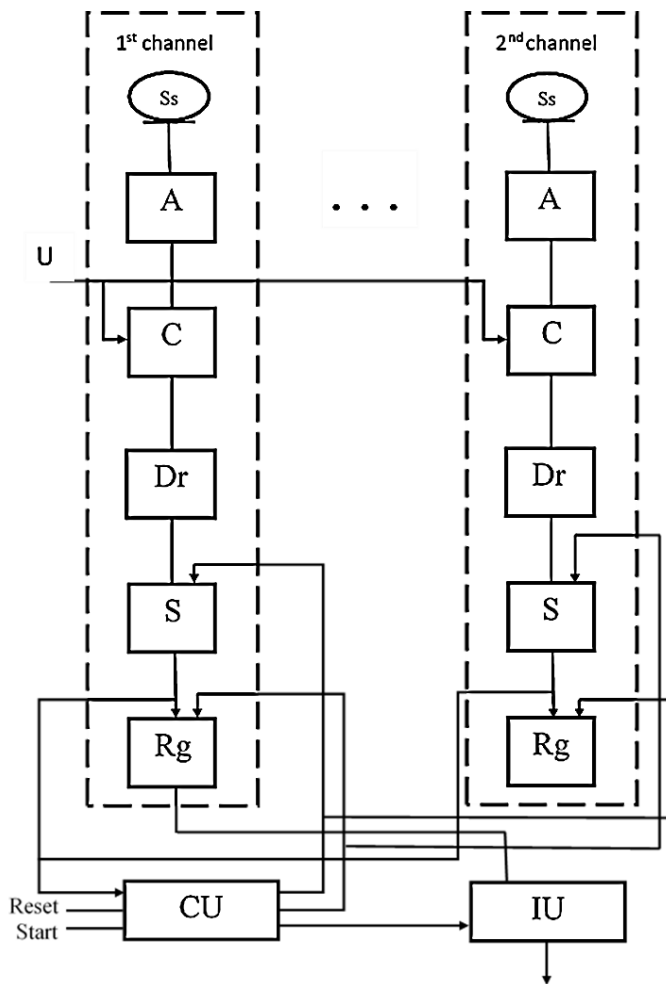 1st channel
2nd channel
Ss
Ss
A
A
. . .
U
C
C
Dr
Dr
S
S
Rg
Rg
Reset
Start
CU
IU